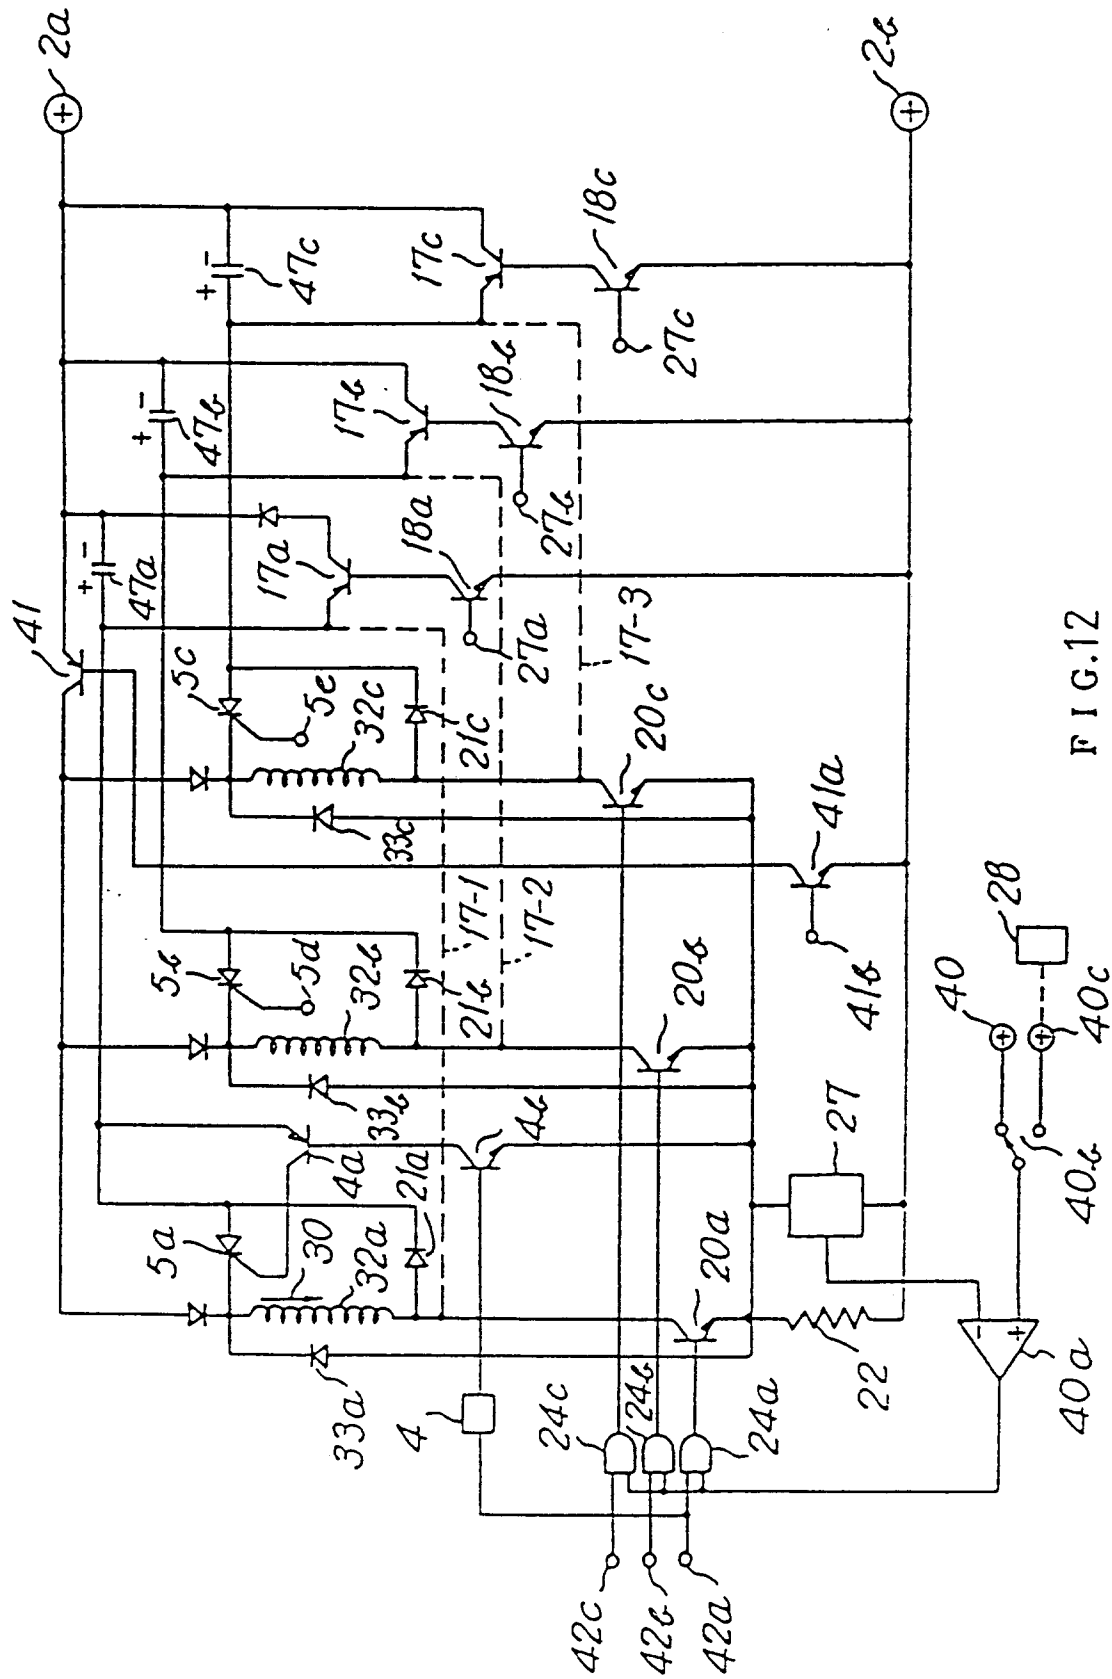 2a
2b
41
47a
47b
47c
17a
17b
17c
18a
18b
18c
27a
27b
27c
5a
5b
5c
5d
5e
30
32a
32b
32c
33a
33b
33c
21a
21b
21c
4
4a
4b
17-1
17-2
17-3
20a
20b
20c
41a
41b
24c
24b
24a
22
27
28
40
40a
40b
40c
42c
42b
42a
+ -
+ -
+ -
+
+
+
+
- +
FIG.12